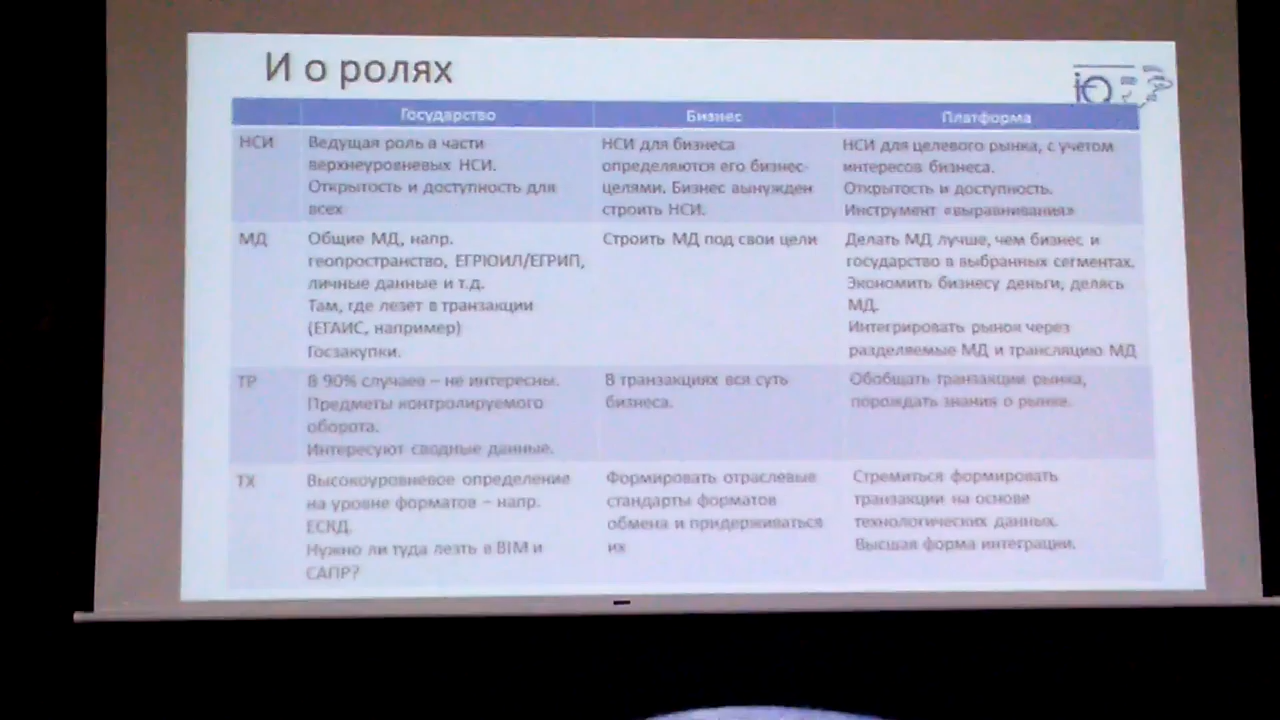 И о ролях
Ю
Государство
Бизнес
Платформа
НСИ
Ведущая роль в части
верхнеуровневых НСИ.
Открытость и доступность для
всех
НСИ для бизнеса
определяются его бизнес-
целями. Бизнес вынужден
строить НСИ.
НСИ для целевого рынка, с учетом
интересов бизнеса.
Открытость и доступность.
Инструмент «выравнивания»
МД
Общие МД, напр.
геопространство, ЕГРЮИЛ/ЕГРИП,
личные данные и т.д.
Там, где лезет в транзакции
(ЕГАИС, например)
Госзакупки.
Строить МД под свои цели
Делать МД лучше, чем бизнес и
государство в выбранных сегментах.
Экономить бизнесу деньги, делясь
МД.
Интегрировать рынок через
разделяемые МД и трансляцию МД
ТР
В 90% случаев – не интересны.
Предметы контролируемого
оборота.
Интересуют сводные данные.
В транзакциях вся суть
бизнеса.
Обобщать транзакции рынка,
порождать знания о рынке.
ТХ
Высокоуровневое определение
на уровне форматов – напр.
ЕСКД.
Нужно ли туда лезть в BIM и
САПР?
Формировать отраслевые
стандарты форматов
обмена и придерживаться
их
Стремиться формировать
транзакции на основе
технологических данных.
Высшая форма интеграции.